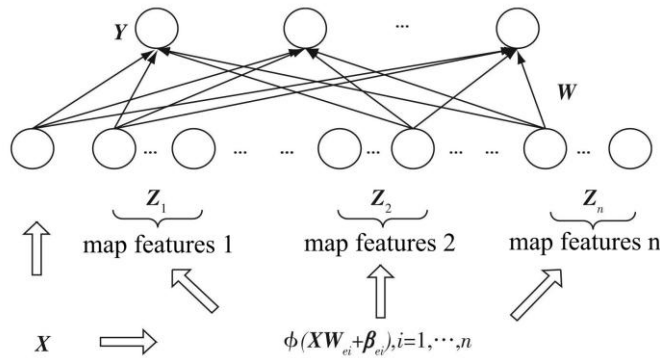 Y ...
W
... ... ... ... ... ... ...
Z₁ Z₂ Zₙ
map features 1 map features 2 map features n
X ϕ(XWₑᵢ+βₑᵢ),i=1,⋯,n